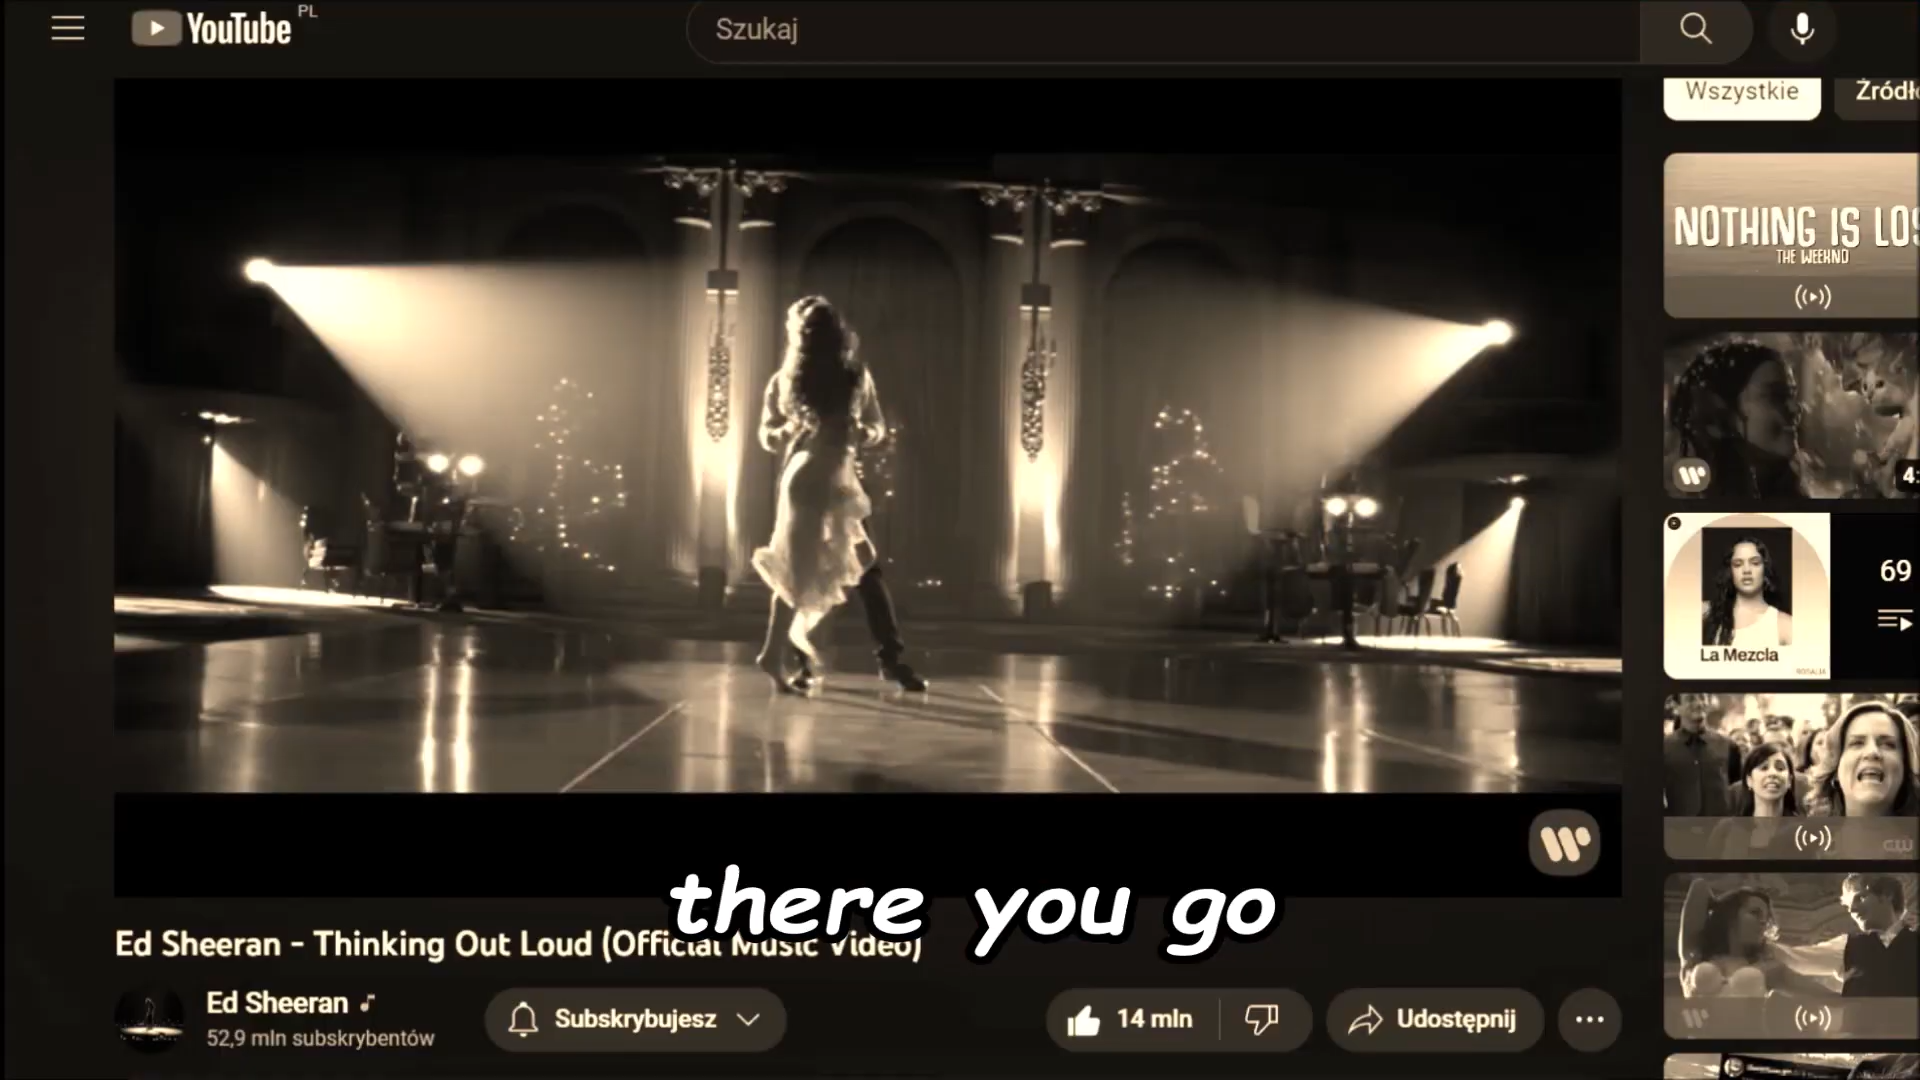 YouTube PL
Szukaj
Wszystkie
NOTHING IS
THE WEEKND
69
La Mezcla
there you go
Ed Sheeran - Thinking Out Loud (Official Music Video)
Ed Sheeran
52,9 mln subskrybentów
Subskrybujesz
14 mln
Udostępnij